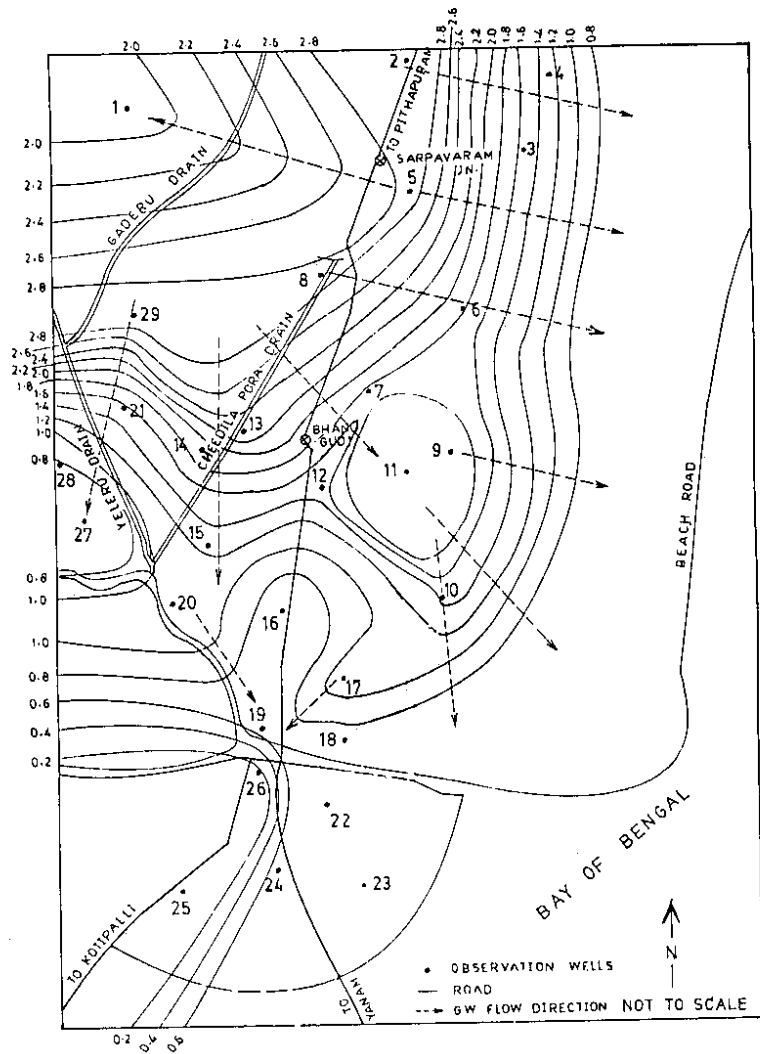 2.0 2.2 2.4 2.6 2.8
2.8 2.6 2.4 2.2 2.0 1.8 1.6 1.4 1.2 1.0 0.8
2
4
1
TO PITHAPURAM
3
SARPAVARAM JN.
5
2.0
2.2
2.4
2.6
2.8
GADERU DRAIN
8
6
29
2.8
2.6
2.4
2.2
2.0
1.8
1.6
1.4
1.2
1.0
0.8
CHEEDILA PORA DRAIN
7
21
13
BHANU
GUDI
14
9
11
12
28
27
YELERU DRAIN
15
BEACH ROAD
10
0.8
1.0
20
16
1.0
0.8
0.6
0.4
0.2
17
19
18
26
22
24
23
25
BAY OF BENGAL
TO KOTIPALLI
TO YANAM
N
OBSERVATION WELLS
ROAD
GW FLOW DIRECTION NOT TO SCALE
0.2 0.4 0.6